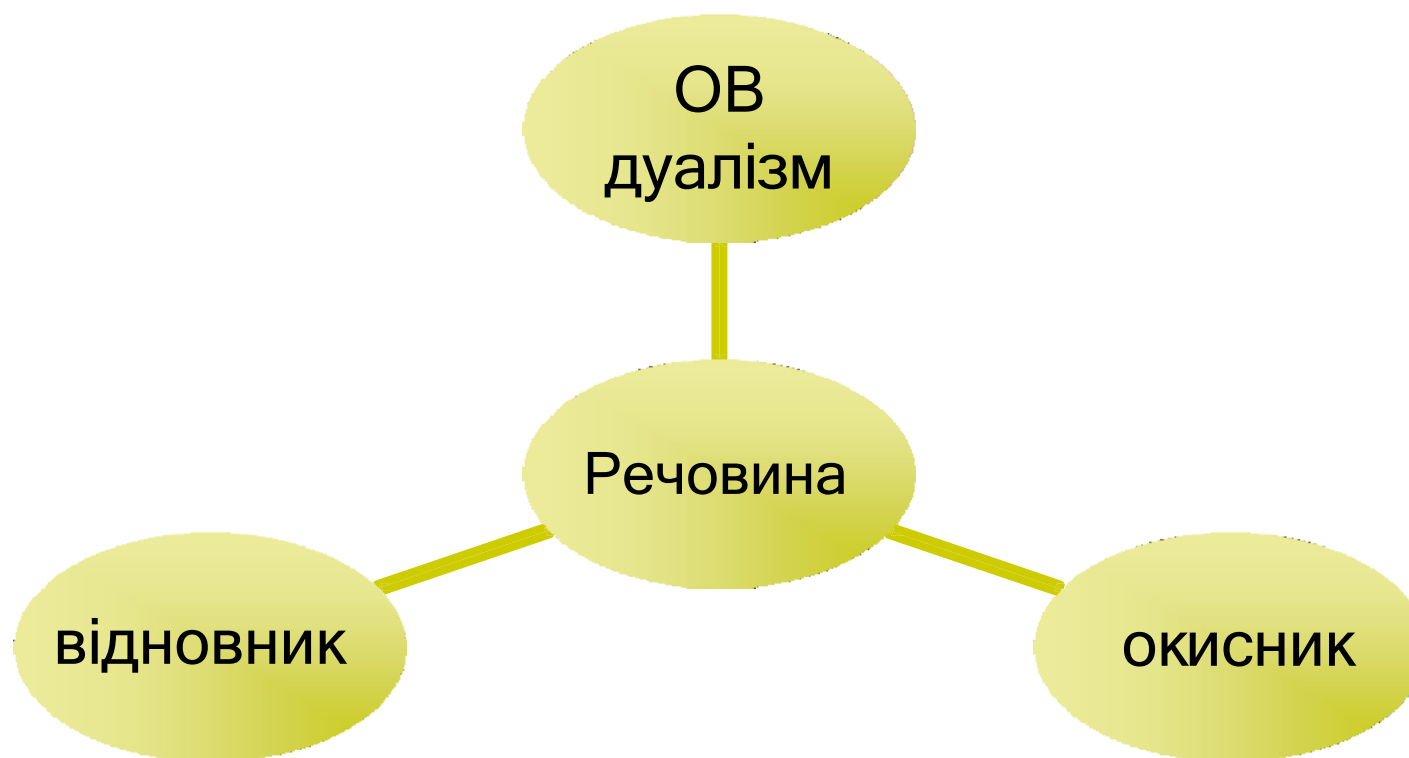 ОВ
дуалізм
Речовина
відновник
окисник